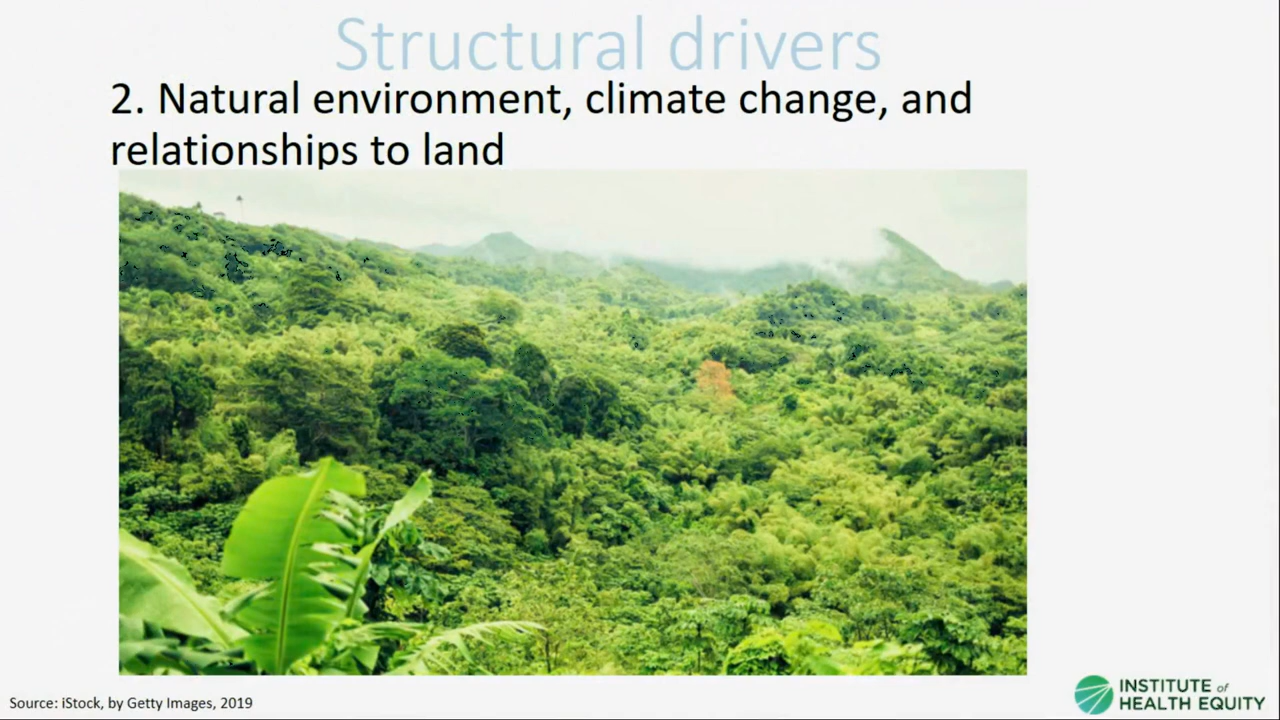 Structural drivers
2. Natural environment, climate change, and
relationships to land
Source: iStock, by Getty Images, 2019
INSTITUTE of
HEALTH EQUITY